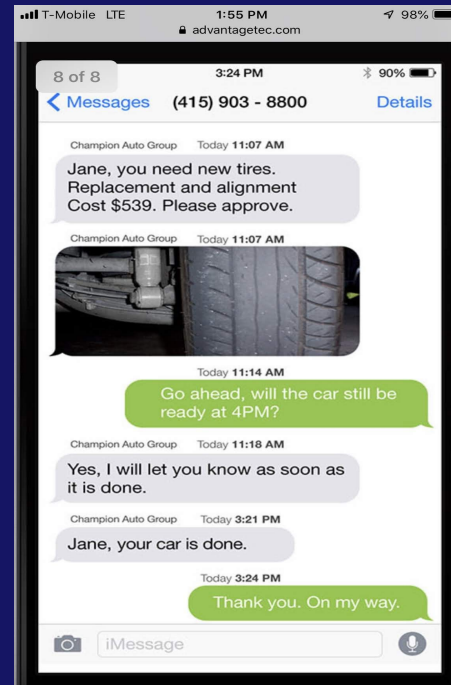 T-Mobile LTE 1:55 PM 98%
advantagetec.com
8 of 8 3:24 PM 90%
Messages (415) 903 - 8800 Details
Champion Auto Group Today 11:07 AM
Jane, you need new tires.
Replacement and alignment
Cost $539. Please approve.
Champion Auto Group Today 11:07 AM
Today 11:14 AM
Go ahead, will the car still be
ready at 4PM?
Champion Auto Group Today 11:18 AM
Yes, I will let you know as soon as
it is done.
Champion Auto Group Today 3:21 PM
Jane, your car is done.
Today 3:24 PM
Thank you. On my way.
iMessage